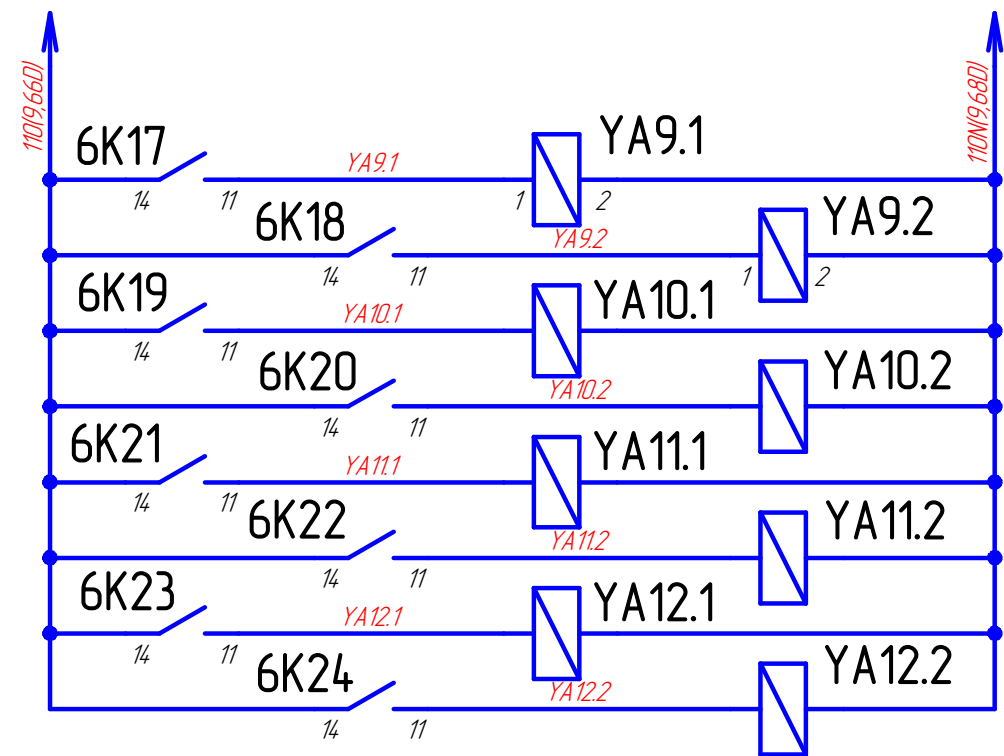 110(9,66D)
110N(9,68D)
6K17
YA9.1
YA9.1
14
11
1
2
6K18
YA9.2
YA9.2
14
11
1
2
6K19
YA10.1
YA10.1
14
11
6K20
YA10.2
YA10.2
14
11
6K21
YA11.1
YA11.1
14
11
6K22
YA11.2
YA11.2
14
11
6K23
YA12.1
YA12.1
14
11
6K24
YA12.2
YA12.2
14
11